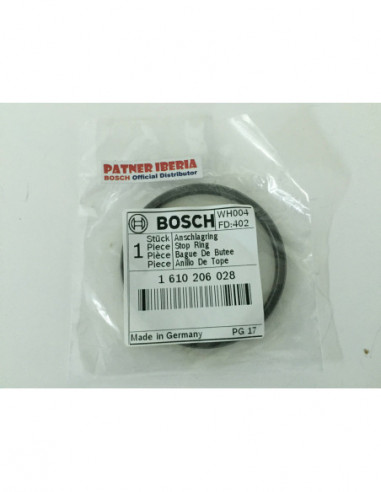 PATNER IBERIA
BOSCH Official Distributor
BOSCH
WH004
FD:402
1
Stück Anschlagring
Piece Stop Ring
Pièce Bague De Butee
Piece Anillo De Tope
1 610 206 028
Made in Germany PG 17